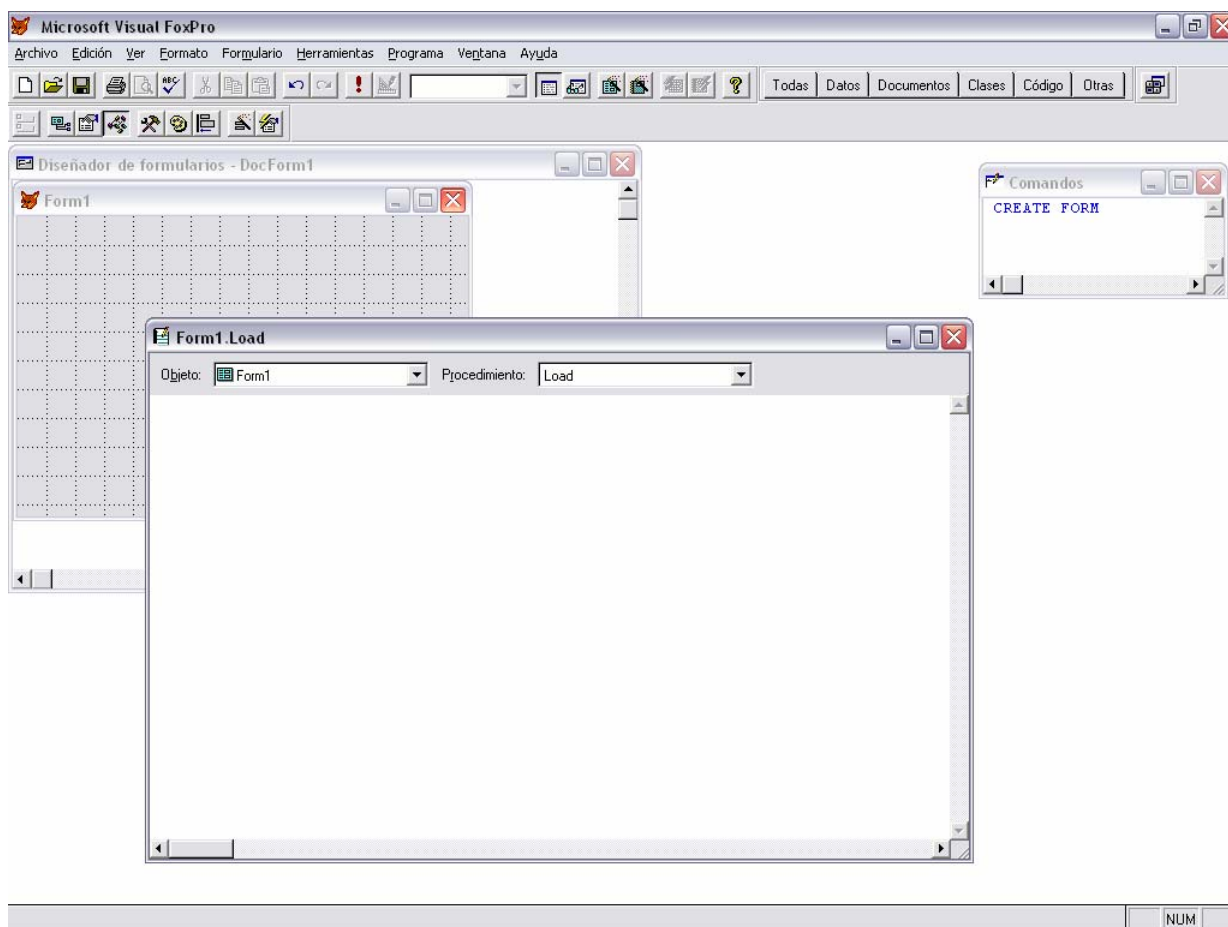 Microsoft Visual FoxPro
Archivo Edición Ver Formato Formulario Herramientas Programa Ventana Ayuda
ABC
Todas Datos Documentos Clases Código Otras
Diseñador de formularios - DocForm1
Form1
Comandos
CREATE FORM
Form1.Load
Objeto: Form1 Procedimiento: Load
NUM